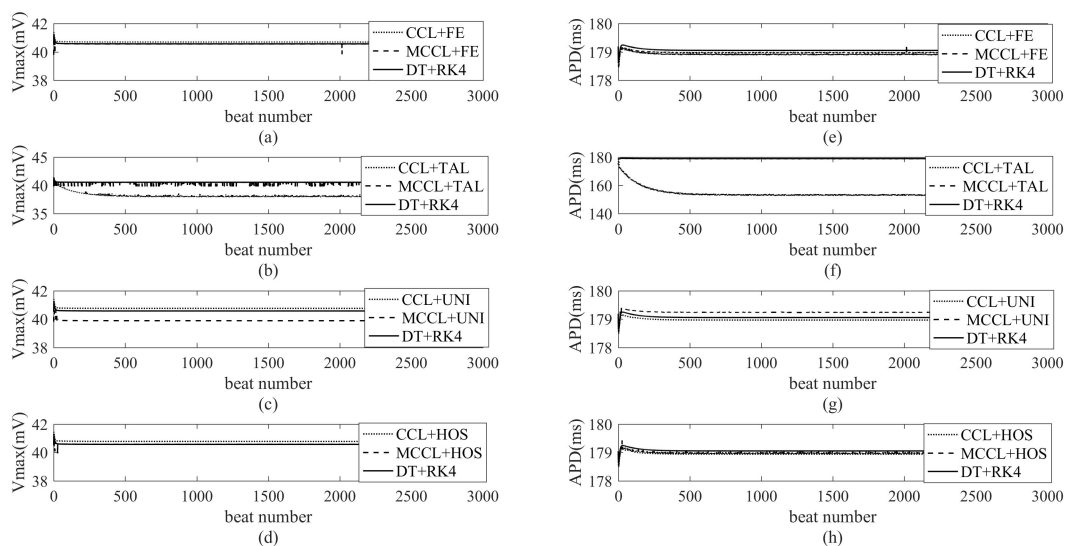 Vmax(mV)
42
40
38
0 500 1000 1500 2000 2500 3000
CCL+FE
MCCL+FE
DT+RK4
beat number
(a)
APD(ms)
180
179
178
0 500 1000 1500 2000 2500 3000
CCL+FE
MCCL+FE
DT+RK4
beat number
(e)
Vmax(mV)
45
40
35
0 500 1000 1500 2000 2500 3000
CCL+TAL
MCCL+TAL
DT+RK4
beat number
(b)
APD(ms)
180
160
140
0 500 1000 1500 2000 2500 3000
CCL+TAL
MCCL+TAL
DT+RK4
beat number
(f)
Vmax(mV)
42
40
38
0 500 1000 1500 2000 2500 3000
CCL+UNI
MCCL+UNI
DT+RK4
beat number
(c)
APD(ms)
180
179
178
0 500 1000 1500 2000 2500 3000
CCL+UNI
MCCL+UNI
DT+RK4
beat number
(g)
Vmax(mV)
42
40
38
0 500 1000 1500 2000 2500 3000
CCL+HOS
MCCL+HOS
DT+RK4
beat number
(d)
APD(ms)
180
179
178
0 500 1000 1500 2000 2500 3000
CCL+HOS
MCCL+HOS
DT+RK4
beat number
(h)